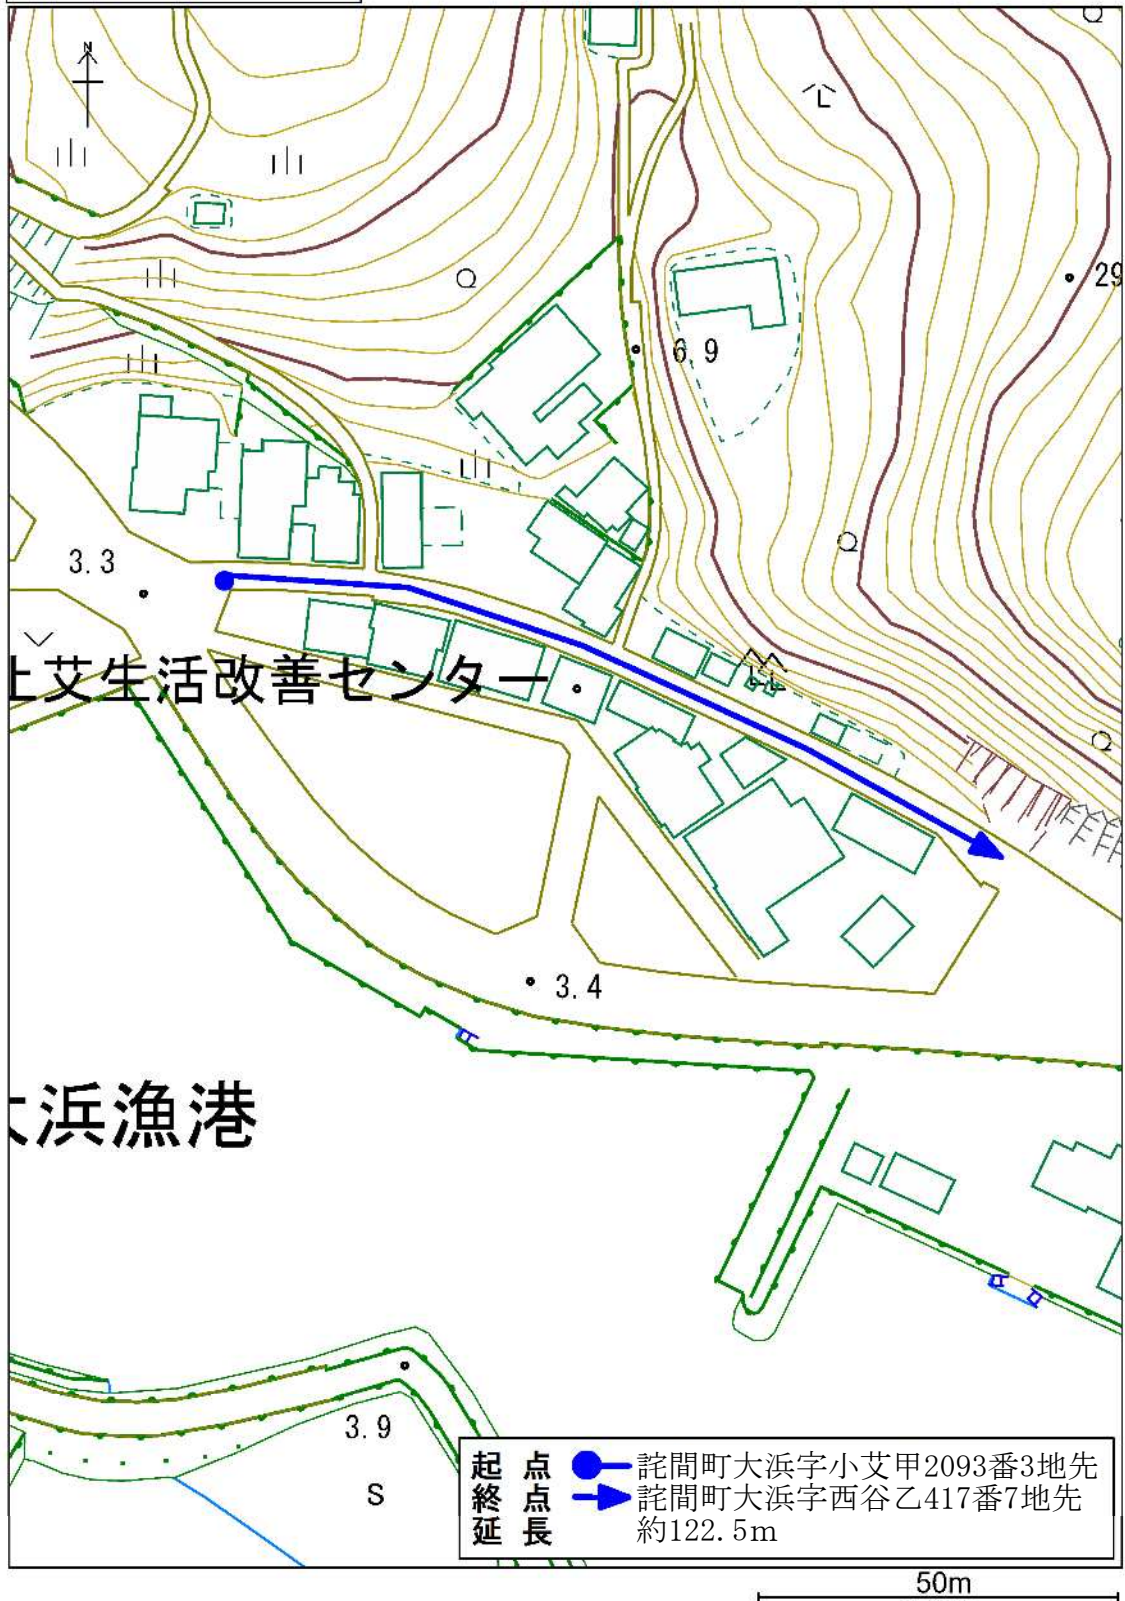 N
29
6.9
3.3
上艾生活改善センター
大浜漁港
3.4
3.9
S
起 点 詫間町大浜字小艾甲2093番3地先
終 点 詫間町大浜字西谷乙417番7地先
延 長 約122.5m
50m